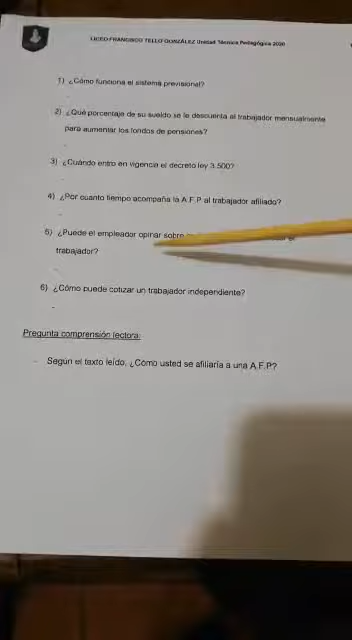 LICEO FRANCISCO TELLO GONZÁLEZ Unidad Técnica Pedagógica 2020
1) ¿Cómo funciona el sistema previsional?
2) ¿Qué porcentaje de su sueldo se le descuenta al trabajador mensualmente
para aumentar los fondos de pensiones?
3) ¿Cuándo entro en vigencia el decreto ley 3.500?
4) ¿Por cuanto tiempo acompaña la A.F.P al trabajador afiliado?
5) ¿Puede el empleador opinar sobre
trabajador?
6) ¿Cómo puede cotizar un trabajador independiente?
Pregunta comprensión lectora:
- Según el texto leído, ¿Cómo usted se afiliaría a una A.F.P?